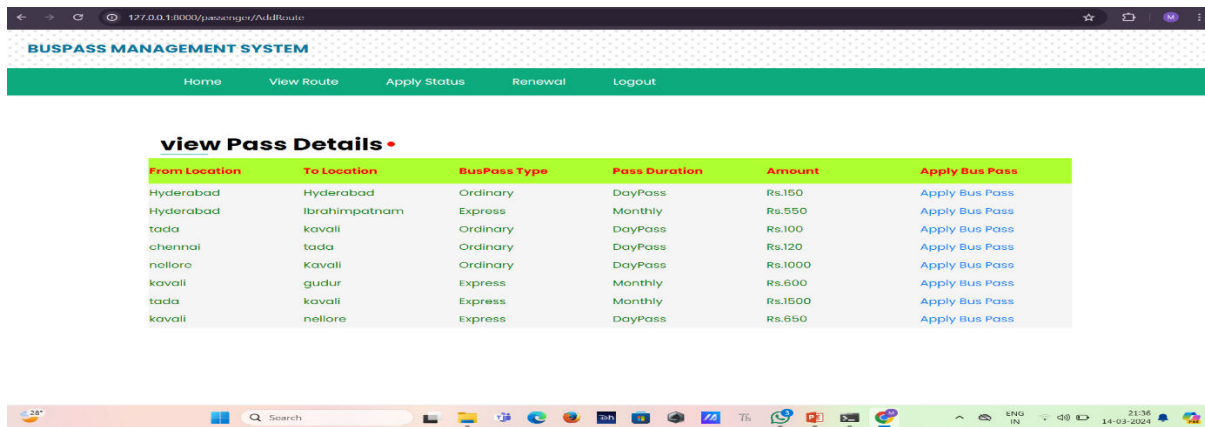 127.0.0.1:8000/passenger/AddRoute
M
BUSPASS MANAGEMENT SYSTEM
Home View Route Apply Status Renewal Logout
view Pass Details
From Location To Location BusPass Type Pass Duration Amount Apply Bus Pass
Hyderabad Hyderabad Ordinary DayPass Rs.150 Apply Bus Pass
Hyderabad Ibrahimpatnam Express Monthly Rs.550 Apply Bus Pass
tada kavali Ordinary DayPass Rs.100 Apply Bus Pass
chennai tada Ordinary DayPass Rs.120 Apply Bus Pass
nellore Kavali Ordinary DayPass Rs.1000 Apply Bus Pass
kavali gudur Express Monthly Rs.600 Apply Bus Pass
tada kavali Express Monthly Rs.1500 Apply Bus Pass
kavali nellore Express DayPass Rs.650 Apply Bus Pass
28° Search ENG 21:36
IN 14-03-2024